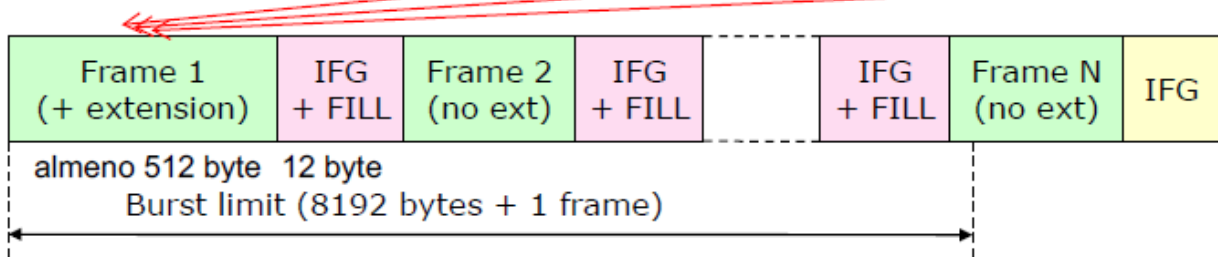 Frame 1
(+ extension)
IFG
+ FILL
Frame 2
(no ext)
IFG
+ FILL
IFG
+ FILL
Frame N
(no ext)
IFG
almeno 512 byte 12 byte
Burst limit (8192 bytes + 1 frame)